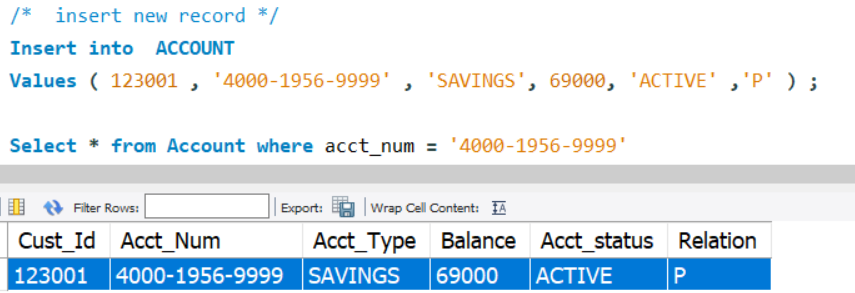 /*  insert new record */
Insert into  ACCOUNT
Values ( 123001 , '4000-1956-9999' , 'SAVINGS', 69000, 'ACTIVE' ,'P' ) ;
Select * from Account where acct_num = '4000-1956-9999'
Filter Rows: Export: Wrap Cell Content:
Cust_Id Acct_Num Acct_Type Balance Acct_status Relation
123001 4000-1956-9999 SAVINGS 69000 ACTIVE P